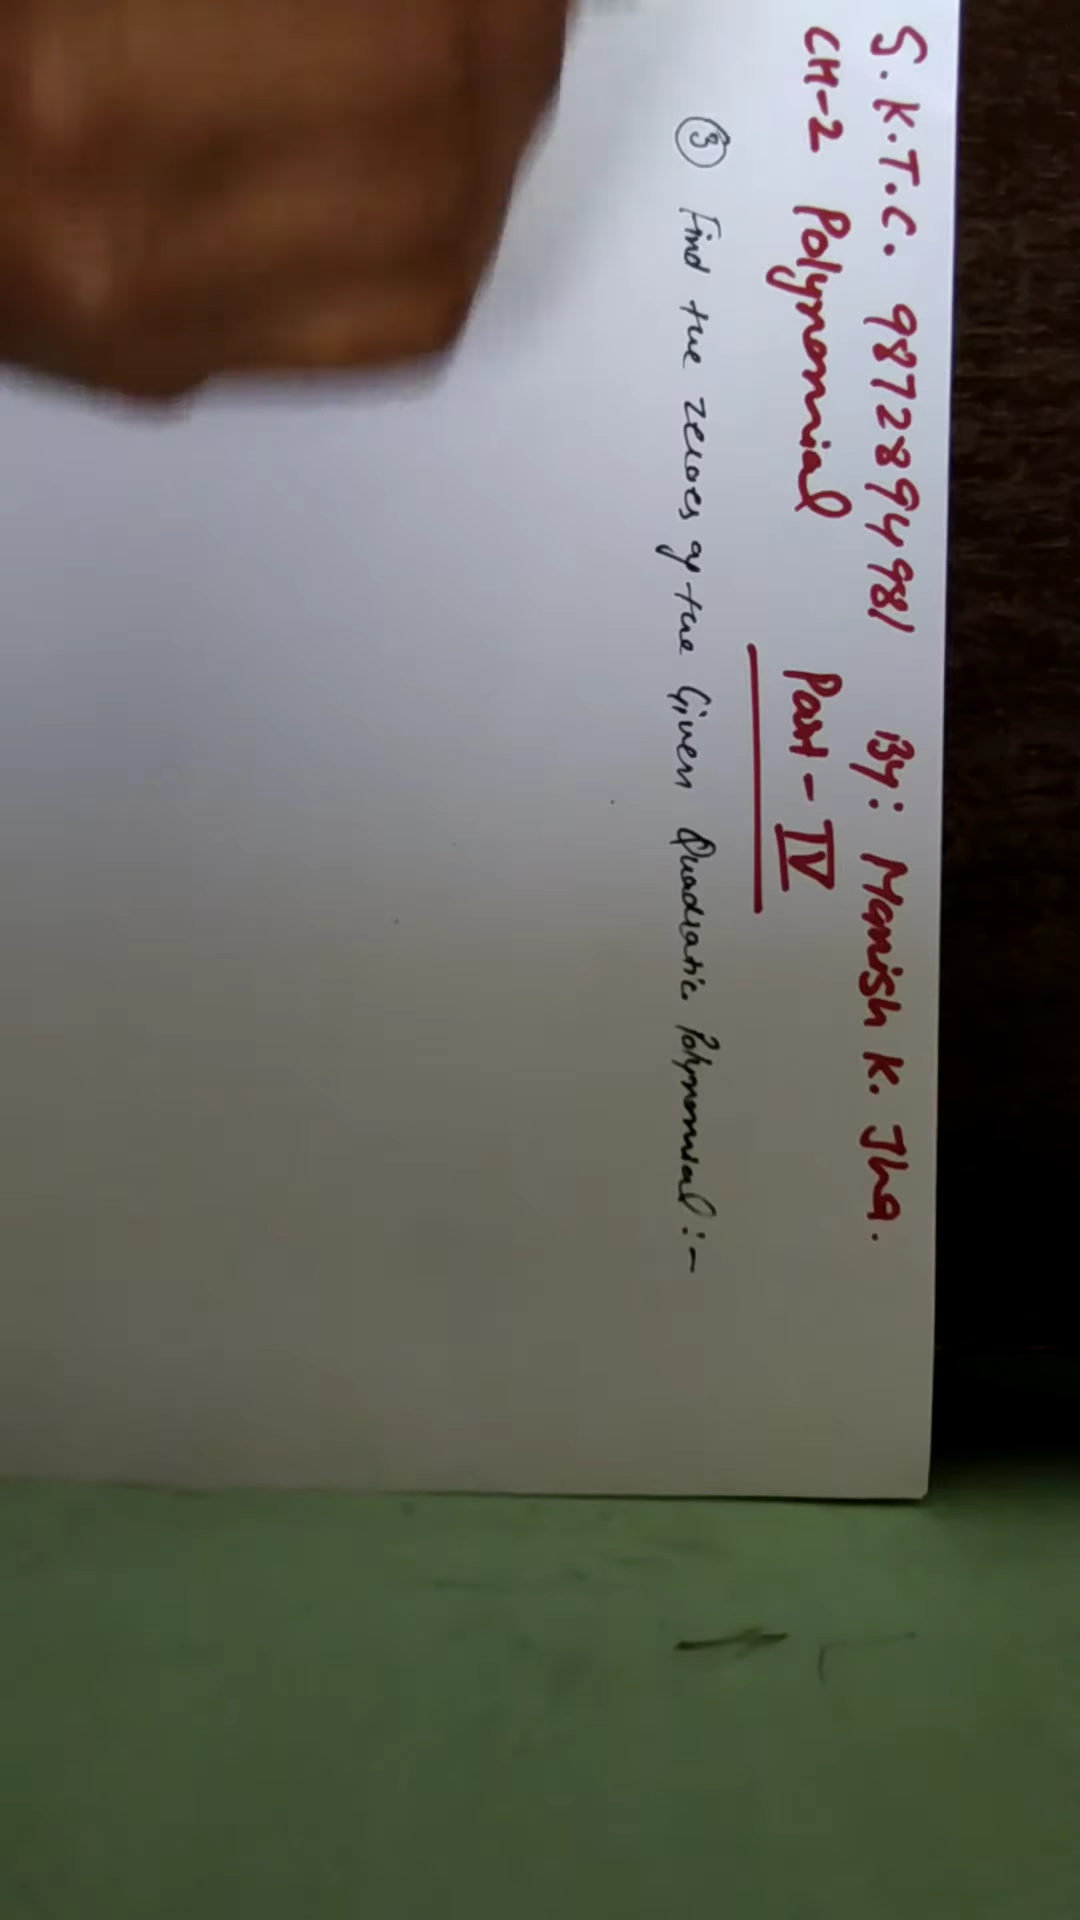 S.K.T.C. 9872894981 By: Manish K. Jha.
CH-2 Polynomial Part-IV
③ Find the zeroes of the Given Quadratic Polynomial:-